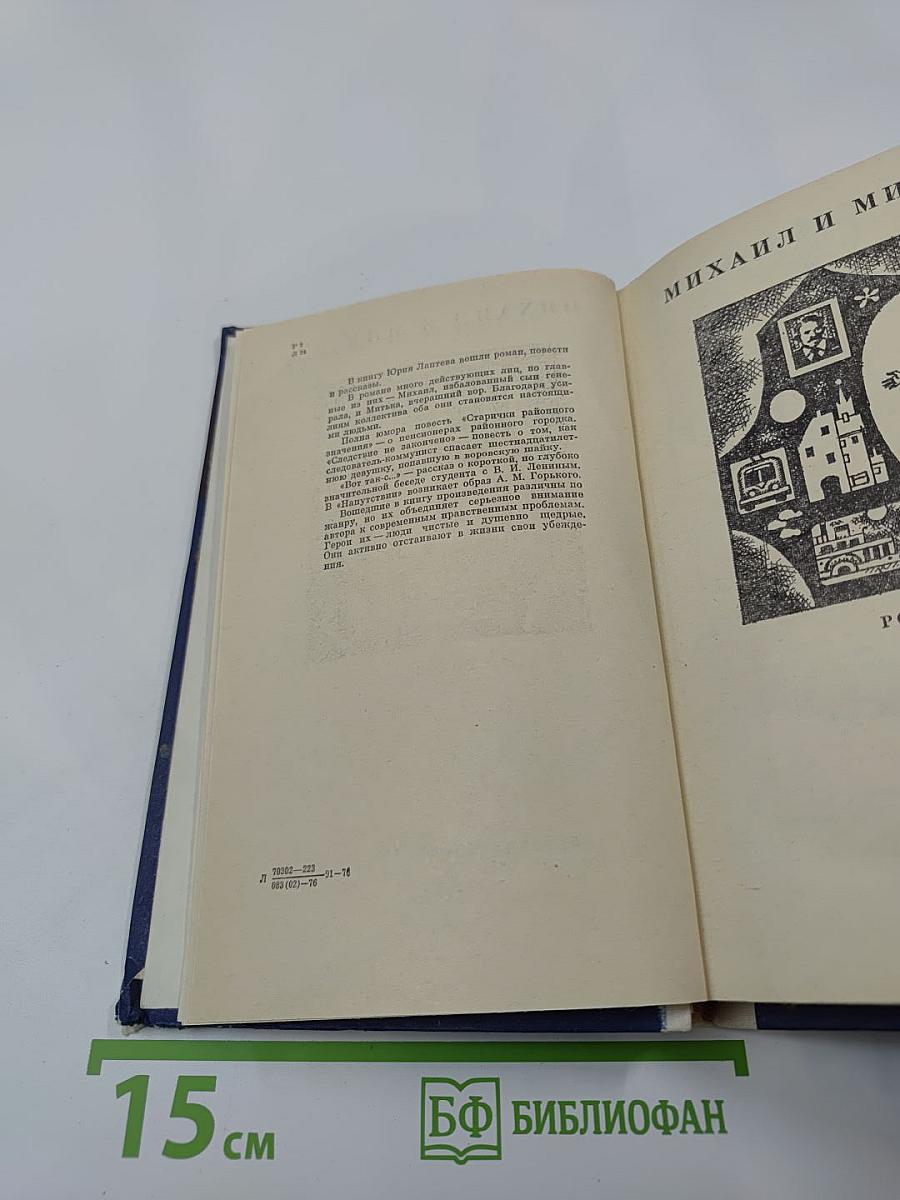 Р2
Л24
В книгу Юрия Лаптева вошли роман, повести
и рассказы.
В романе много действующих лиц, но глав-
ные из них — Михаил, избалованный сын гене-
рала, и Митька, вчерашний вор. Благодаря уси-
лиям коллектива оба они становятся настоящи-
ми людьми.
Полна юмора повесть «Старички районного
значения» — о пенсионерах районного городка.
«Следствие не закончено» — повесть о том, как
следователь-коммунист спасает шестнадцатилет-
нюю девушку, попавшую в воровскую шайку.
«Вот так-с...» — рассказ о короткой, но глубоко
значительной беседе студента с В. И. Лениным.
В «Напутствии» возникает образ А. М. Горького.
Вошедшие в книгу произведения различны по
жанру, но их объединяет серьезное внимание
автора к современным нравственным проблемам.
Герои их — люди чистые и душевно щедрые.
Они активно отстаивают в жизни свои убежде-
ния.
Л 70302—223
083(02)—76 91—76
МИХАИЛ И МИ
РО
15 см
БФ БИБЛИОФАН